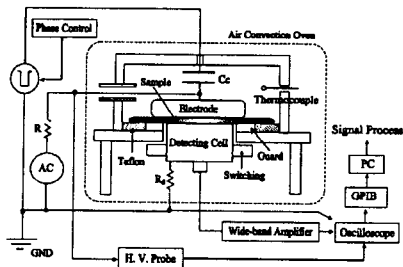 Air Convection Oven
Phase Control
Cc
Sample
Thermocouple
Electrode
Signal Process
R
Detecting Cell
Teflon
Guard
PC
AC
Rd
Switching
GPIB
Wide-band Amplifier
Oscilloscope
GND
H. V. Probe